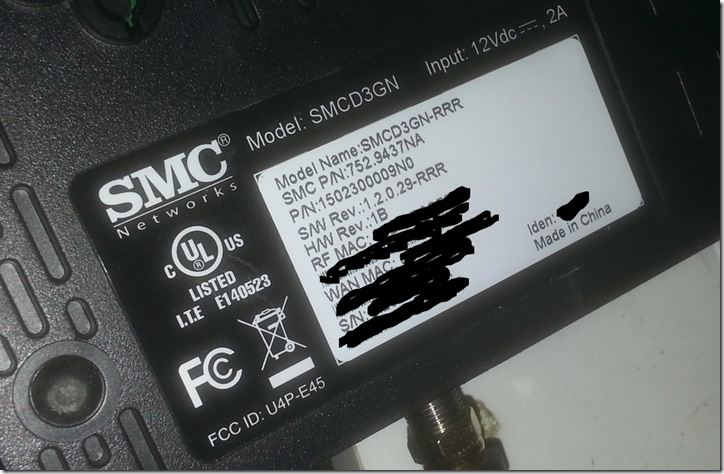 Model: SMCD3GN
Input: 12Vdc ⎓, 2A
SMC®
Networks
C UL® US
LISTED
I.T.E E140523
FCC
FCC ID: U4P-E45
Model Name:SMCD3GN-RRR
SMC P/N:752.9437NA
P/N:1502300009N0
S/W Rev.:1.2.0.29-RRR
H/W Rev.:1B
RF MAC:
WAN MAC:
S/N:
Iden:
Made in China